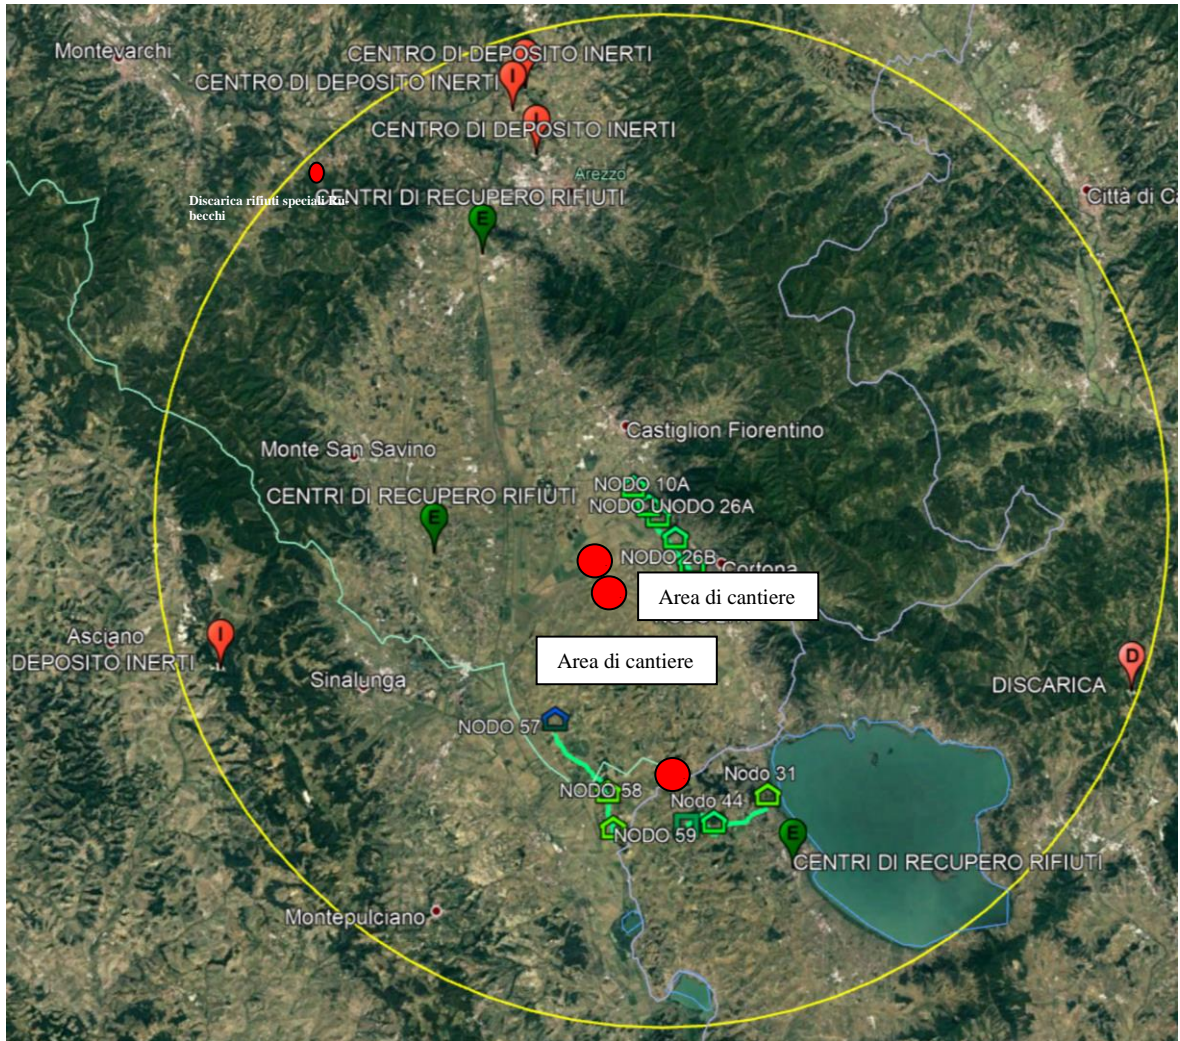 Montevarchi
CENTRO DI DEPOSITO INERTI
CENTRO DI DEPOSITO INERTI
I
I
CENTRO DI DEPOSITO INERTI
Arezzo
Discarica rifiuti speciali Ru-
becchi
CENTRI DI RECUPERO RIFIUTI
Città di Ca
E
Castiglion Fiorentino
Monte San Savino
NODO 10A
CENTRI DI RECUPERO RIFIUTI
NODO 26A
E
NODO 26B
Cortona
Area di cantiere
I
Asciano
DEPOSITO INERTI
Area di cantiere
D
Sinalunga
DISCARICA
NODO 57
Nodo 31
NODO 58
Nodo 44
NODO 59
E
CENTRI DI RECUPERO RIFIUTI
Montepulciano